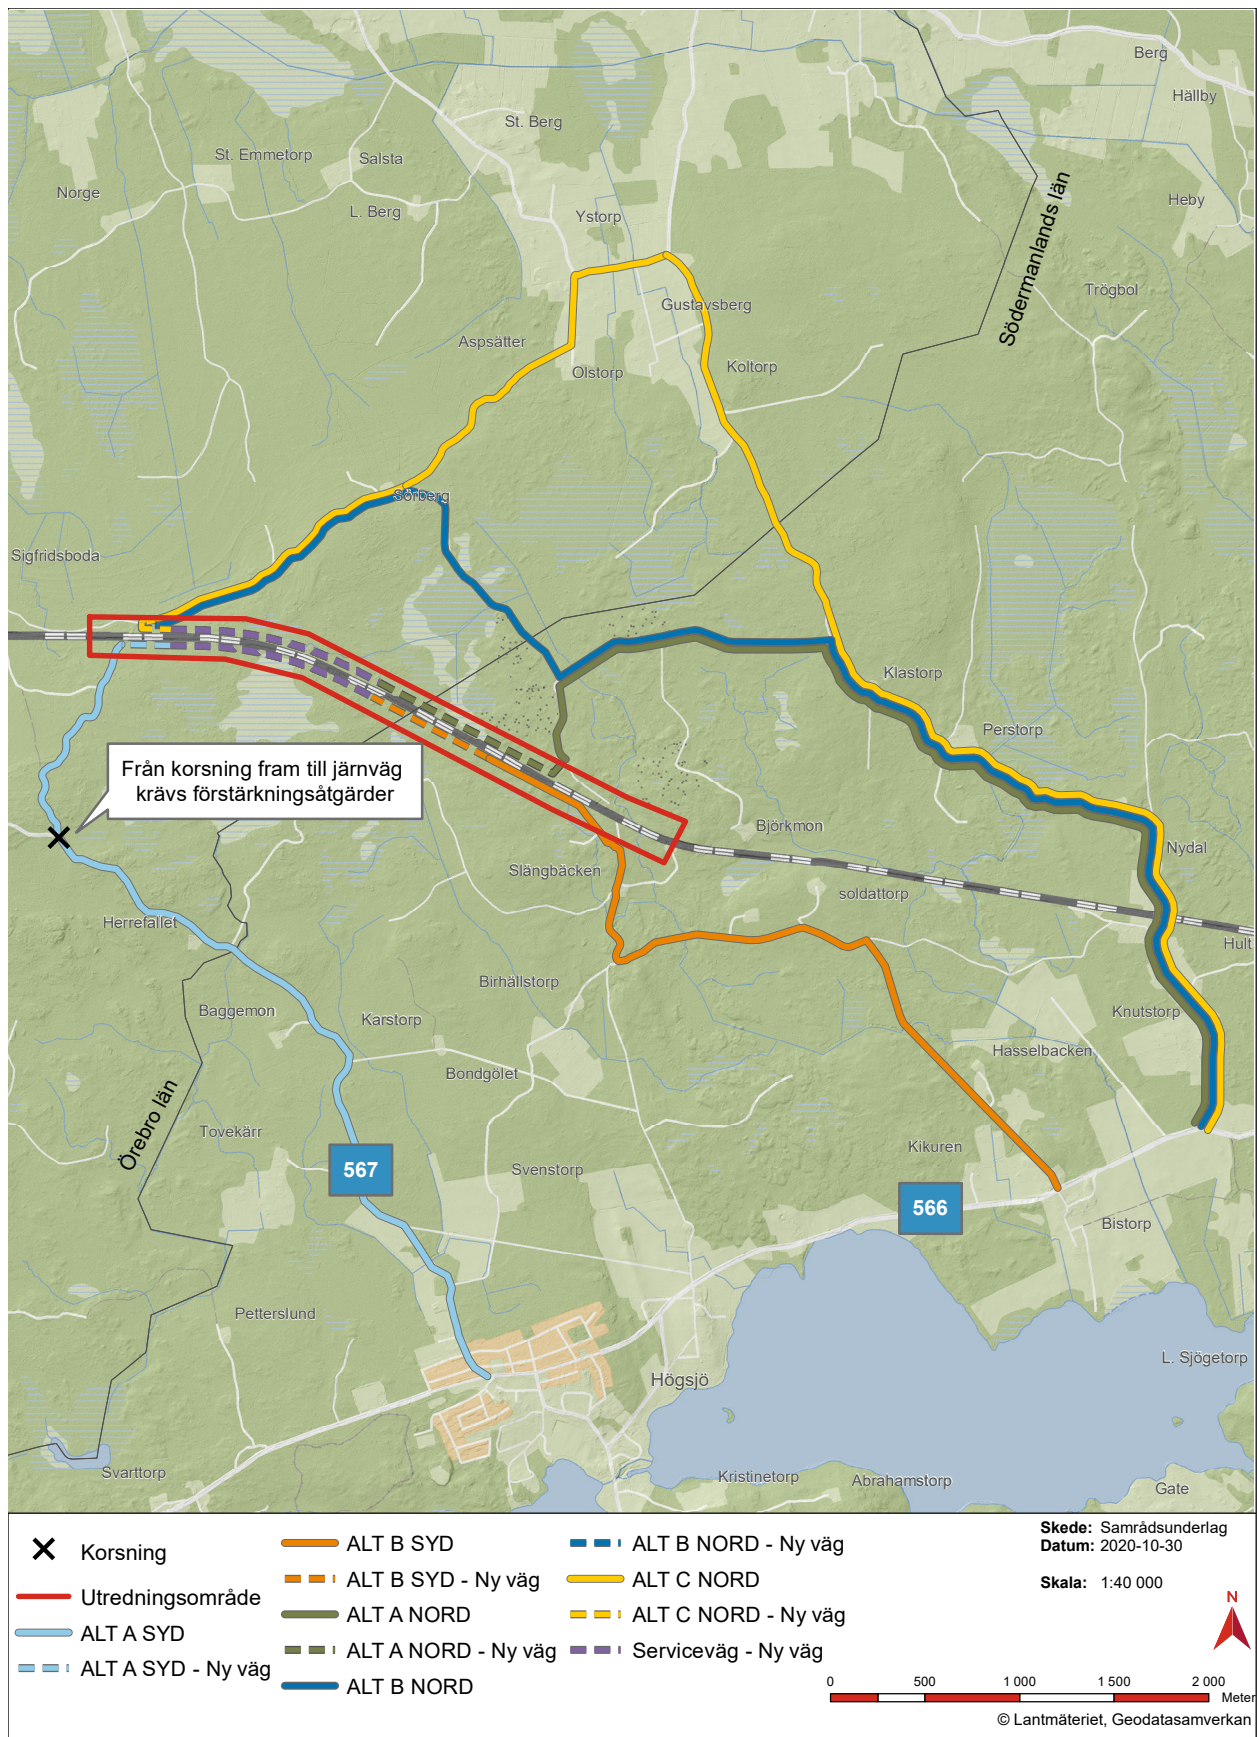 Berg
Hällby
St. Berg
St. Emmetorp
Salsta
Norge
L. Berg
Heby
Ystorp
Södermanlands län
Trögbol
Gustavsberg
Aspsätter
Koltorp
Olstorp
Sörberg
Sigfridsboda
Klastorp
Perstorp
Från korsning fram till järnväg
krävs förstärkningsåtgärder
Björkmon
Nydal
Slängbäcken
soldattorp
Herrefallet
Hult
Birhällstorp
Baggemon
Karstorp
Knutstorp
Hasselbacken
Bondgölet
Örebro län
Tovekärr
Kikuren
567
Svenstorp
566
Bistorp
Petterslund
L. Sjögetorp
Högsjö
Svarttorp
Kristinetorp
Abrahamstorp
Gate
Korsning
Utredningsområde
ALT A SYD
ALT A SYD - Ny väg
ALT B SYD
ALT B SYD - Ny väg
ALT A NORD
ALT A NORD - Ny väg
ALT B NORD
ALT B NORD - Ny väg
ALT C NORD
ALT C NORD - Ny väg
Serviceväg - Ny väg
Skede: Samrådsunderlag
Datum: 2020-10-30
Skala: 1:40 000
N
0 500 1 000 1 500 2 000
Meter
© Lantmäteriet, Geodatasamverkan